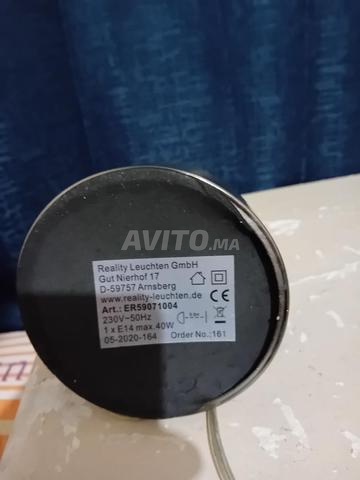 AVITO.ma
Reality Leuchten GmbH
Gut Nierhof 17
D-59757 Arnsberg
www.reality-leuchten.de
Art.: ER59071004
230V~50Hz
1 x E14 max.40W
05-2020-164 Order No.:161